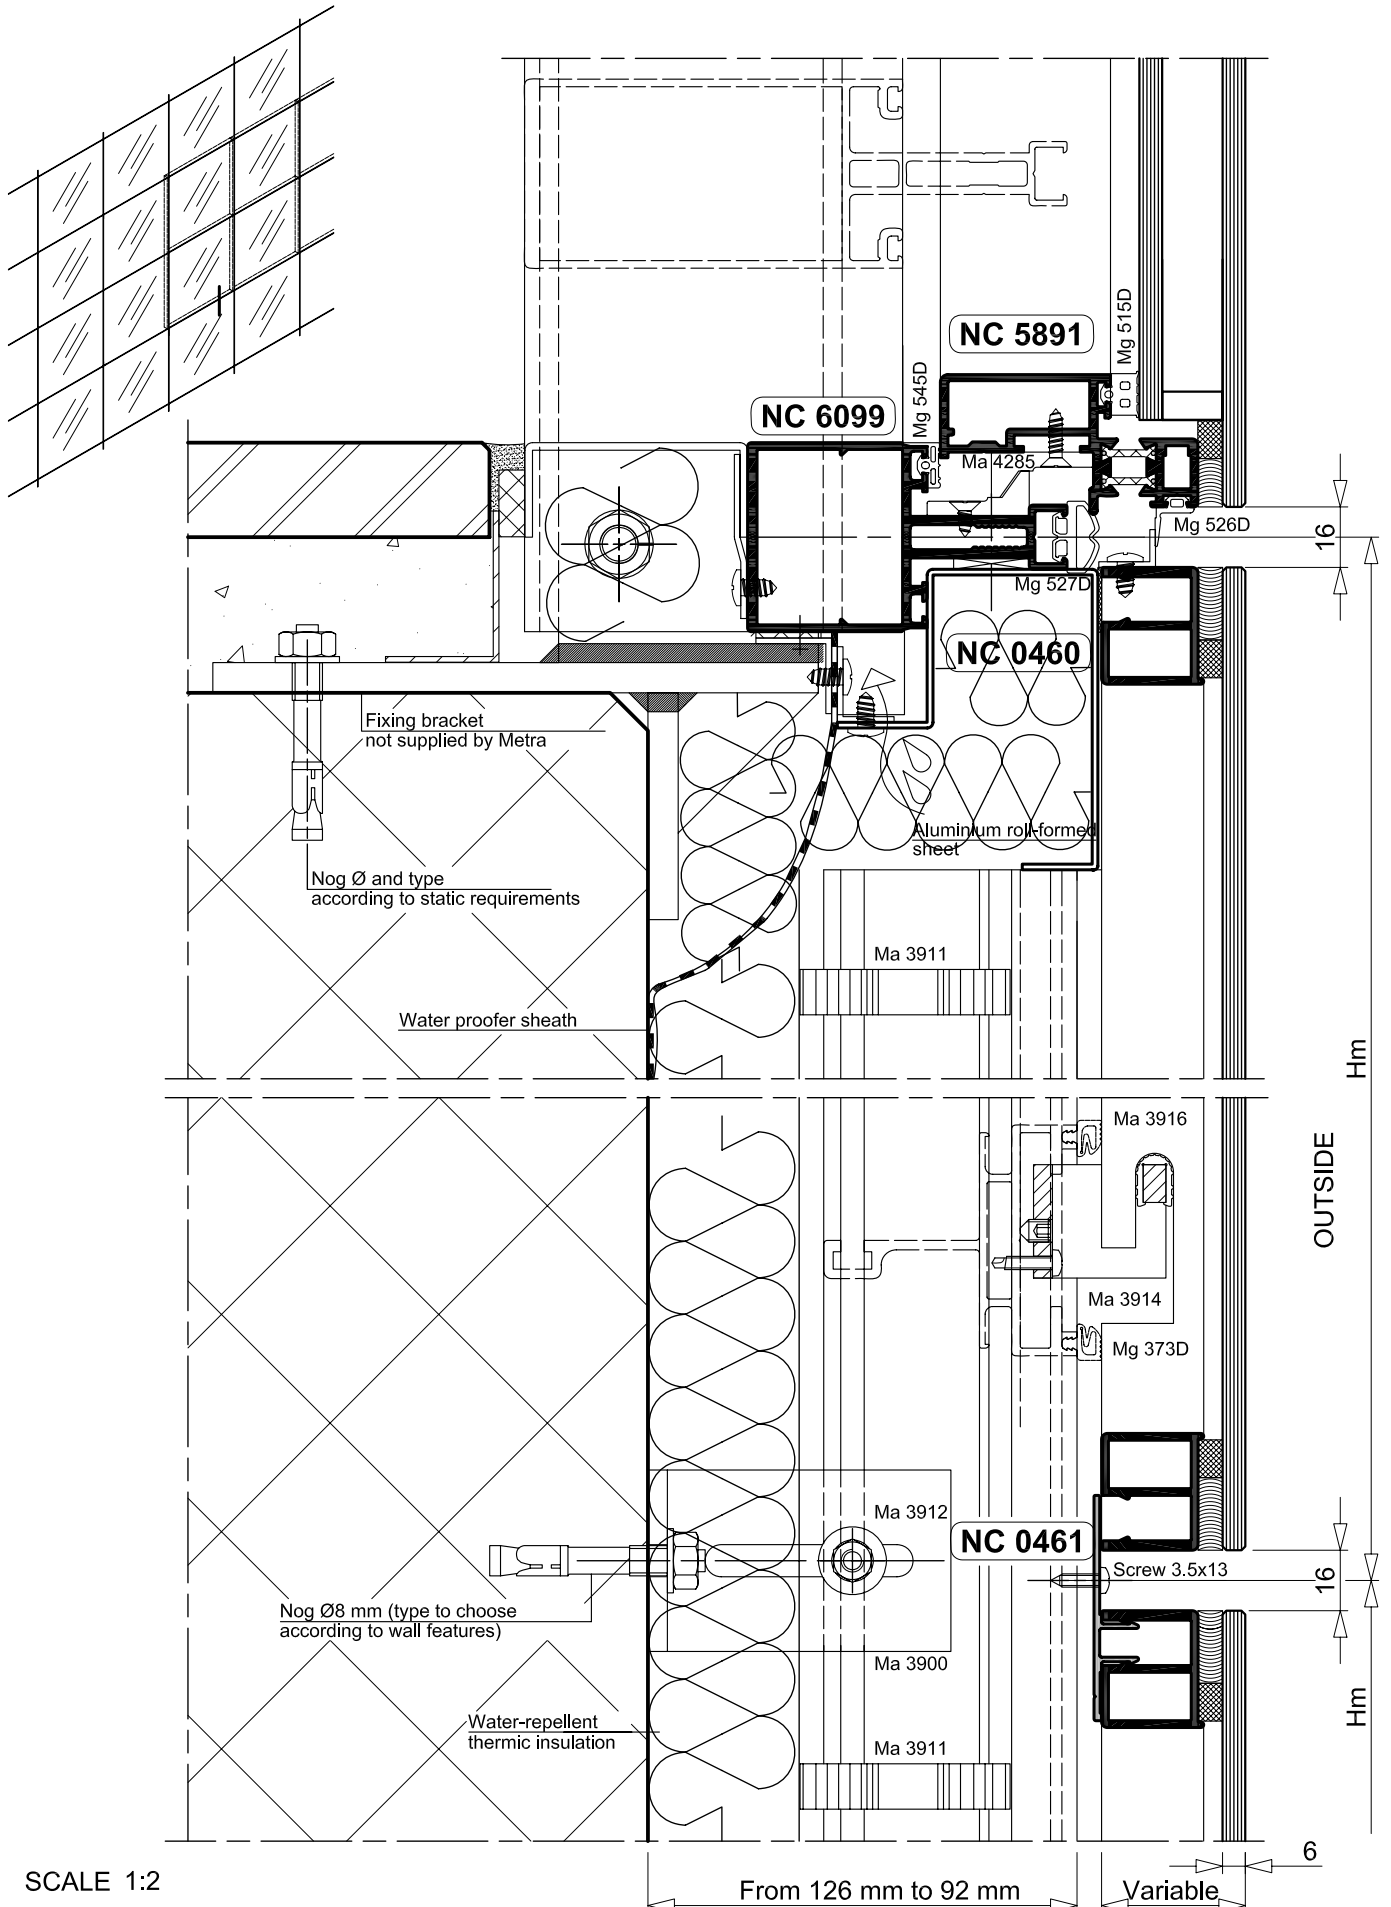 Mg 515D
NC 5891
Mg 545D
NC 6099
Ma 4285
Mg 526D
16
Mg 527D
NC 0460
Fixing bracket
not supplied by Metra
Aluminium roll-formed
sheet
Nog Ø and type
according to static requirements
Ma 3911
Water proofer sheath
Hm
Ma 3916
OUTSIDE
Ma 3914
Mg 373D
Ma 3912
NC 0461
Screw 3.5x13
16
Nog Ø8 mm (type to choose
according to wall features)
Ma 3900
Hm
Water-repellent
thermic insulation
Ma 3911
6
SCALE 1:2
From 126 mm to 92 mm
Variable